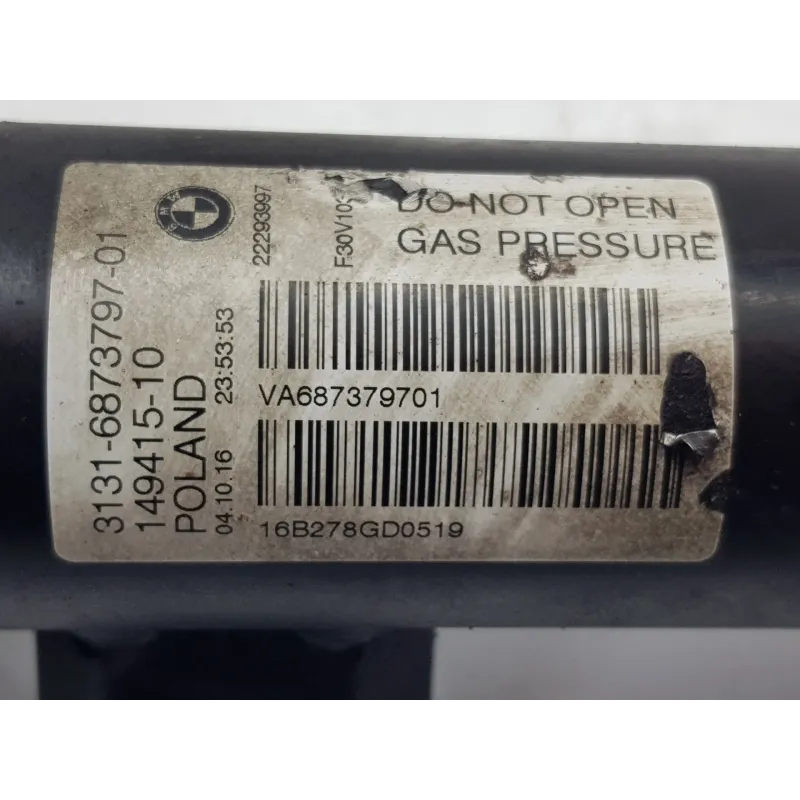 BMW
3131-6873797-01
149415-10
POLAND
04.10.16 23:53:53
22293997
DO NOT OPEN
GAS PRESSURE
VA687379701
16B278GD0519